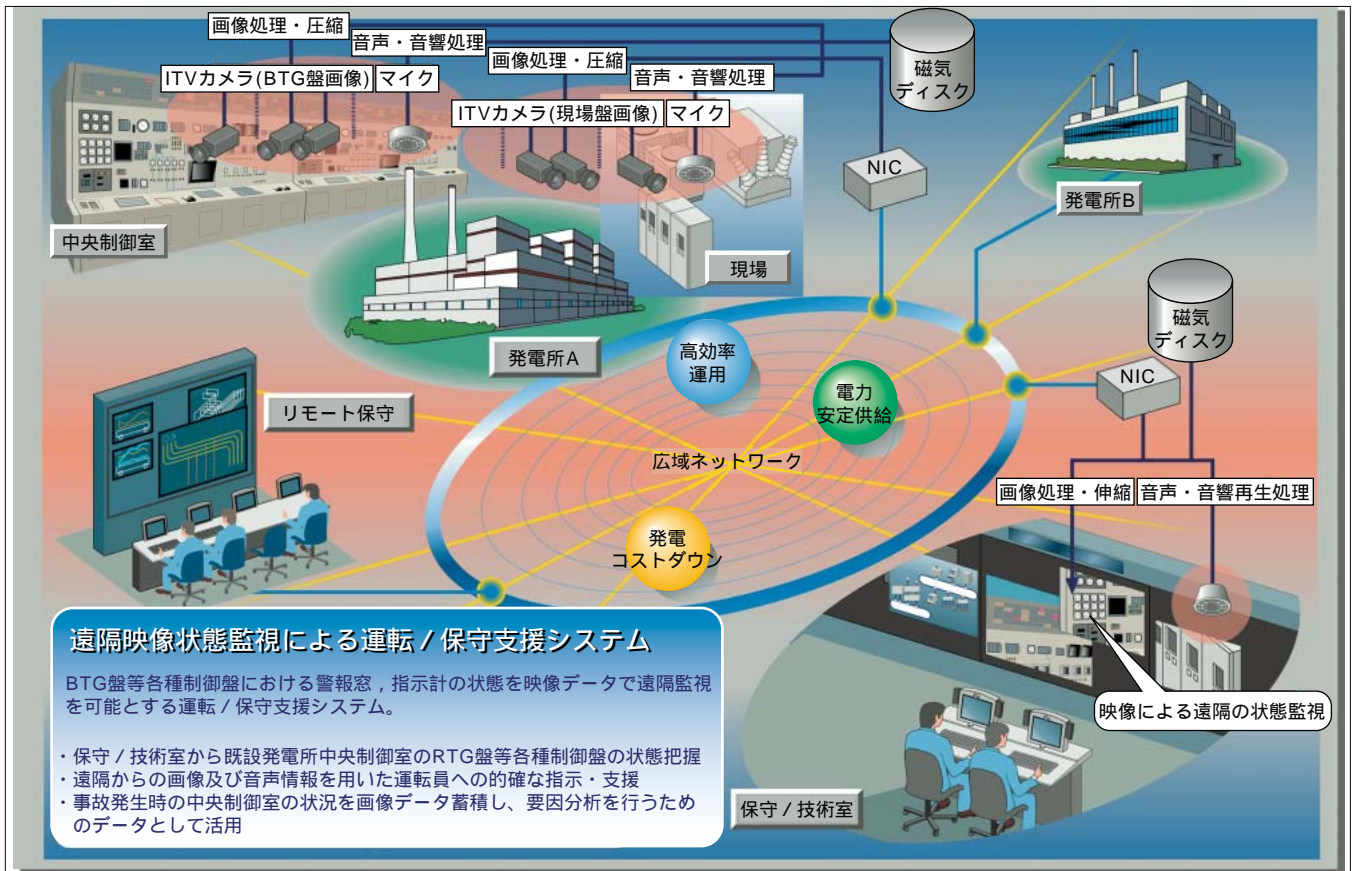 画像処理・圧縮
音声・音響処理
画像処理・圧縮
音声・音響処理
磁気
ディスク
ITVカメラ(BTG盤画像)
マイク
ITVカメラ(現場盤画像)
マイク
NIC
発電所B
中央制御室
現場
発電所A
高効率
運用
電力
安定供給
磁気
ディスク
NIC
リモート保守
広域ネットワーク
画像処理・伸縮
音声・音響再生処理
発電
コストダウン
遠隔映像状態監視による運転／保守支援システム
BTG盤等各種制御盤における警報窓，指示計の状態を映像データで遠隔監視
を可能とする運転／保守支援システム。
・保守／技術室から既設発電所中央制御室のRTG盤等各種制御盤の状態把握
・遠隔からの画像及び音声情報を用いた運転員への的確な指示・支援
・事故発生時の中央制御室の状況を画像データ蓄積し、要因分析を行うため
のデータとして活用
映像による遠隔の状態監視
保守／技術室